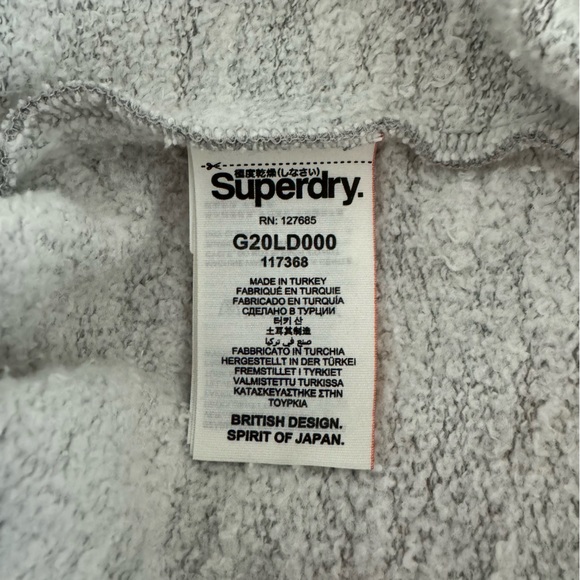 極度乾燥(しなさい)
Superdry.
RN: 127685
G20LD000
117368
MADE IN TURKEY
FABRIQUÉ EN TURQUIE
FABRICADO EN TURQUÍA
СДЕЛАНО В ТУРЦИИ
터키 산
土耳其制造
صنع في تركيا
FABBRICATO IN TURCHIA
HERGESTELLT IN DER TÜRKEI
FREMSTILLET I TYRKIET
VALMISTETTU TURKISSA
ΚΑΤΑΣΚΕΥΑΣΤΗΚΕ ΣΤΗΝ
ΤΟΥΡΚΙΑ
BRITISH DESIGN.
SPIRIT OF JAPAN.